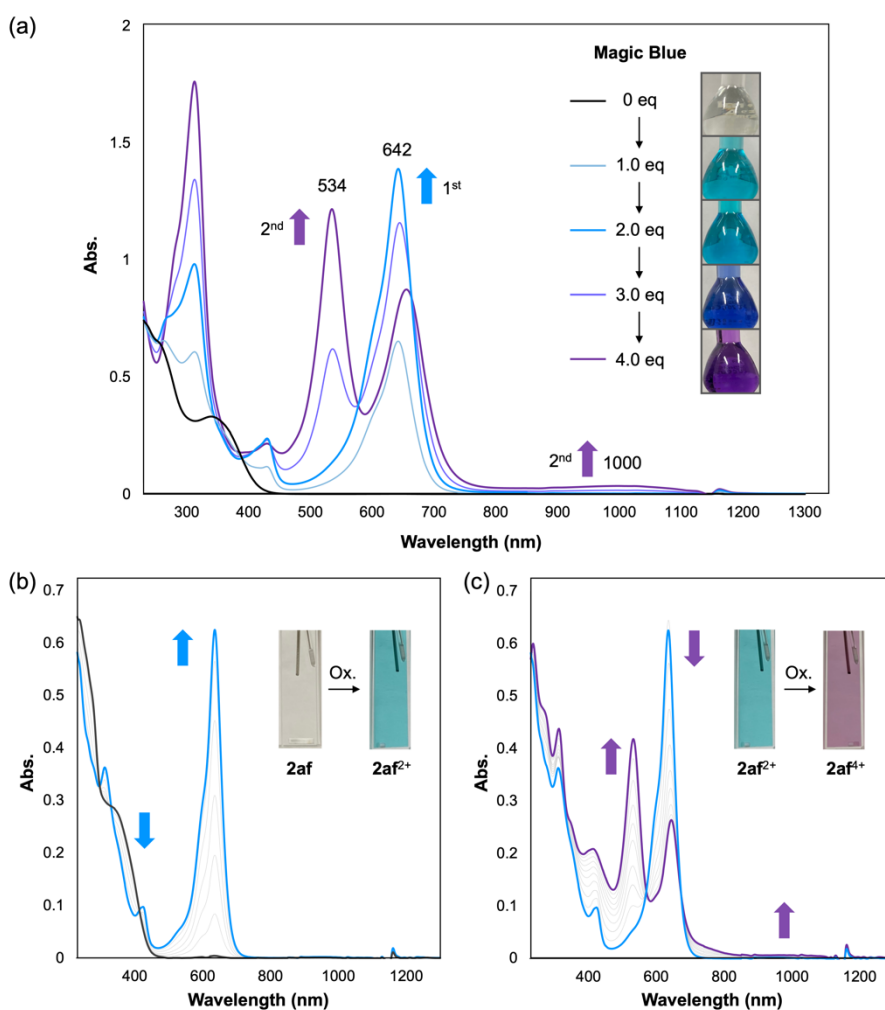 (a)
2
1.5
1
0.5
0
Abs.
300 400 500 600 700 800 900 1000 1100 1200 1300
Wavelength (nm)
534
642
2nd
1st
2nd 1000
Magic Blue
0 eq
1.0 eq
2.0 eq
3.0 eq
4.0 eq
(b)
0.7
0.6
0.5
0.4
0.3
0.2
0.1
0
Abs.
400 600 800 1000 1200
Wavelength (nm)
Ox.
2af
2af2+
(c)
0.7
0.6
0.5
0.4
0.3
0.2
0.1
0
Abs.
400 600 800 1000 1200
Wavelength (nm)
Ox.
2af2+
2af4+